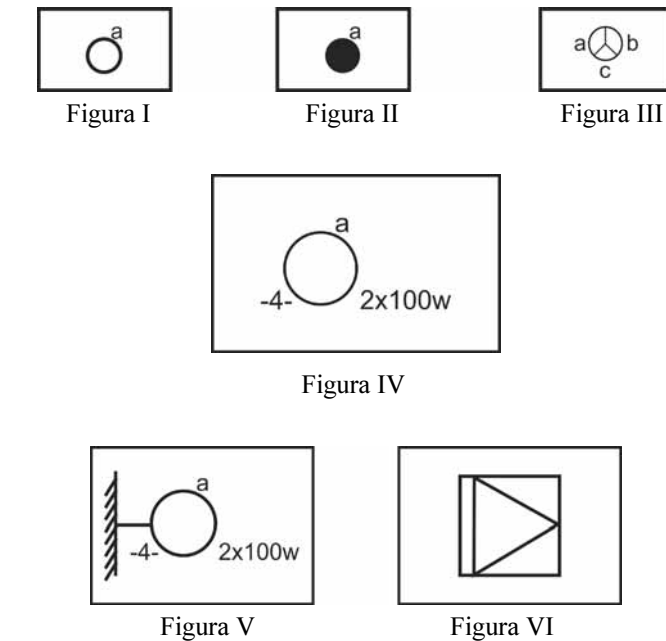 a
Figura I
a
Figura II
a b
c
Figura III
a
-4- 2x100w
Figura IV
a
-4- 2x100w
Figura V
Figura VI